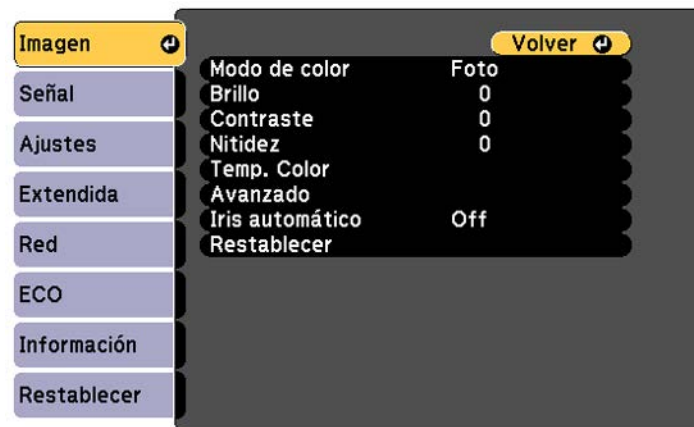 Imagen
Señal
Ajustes
Extendida
Red
ECO
Información
Restablecer
Volver
Modo de color Foto
Brillo 0
Contraste 0
Nitidez 0
Temp. Color
Avanzado
Iris automático Off
Restablecer